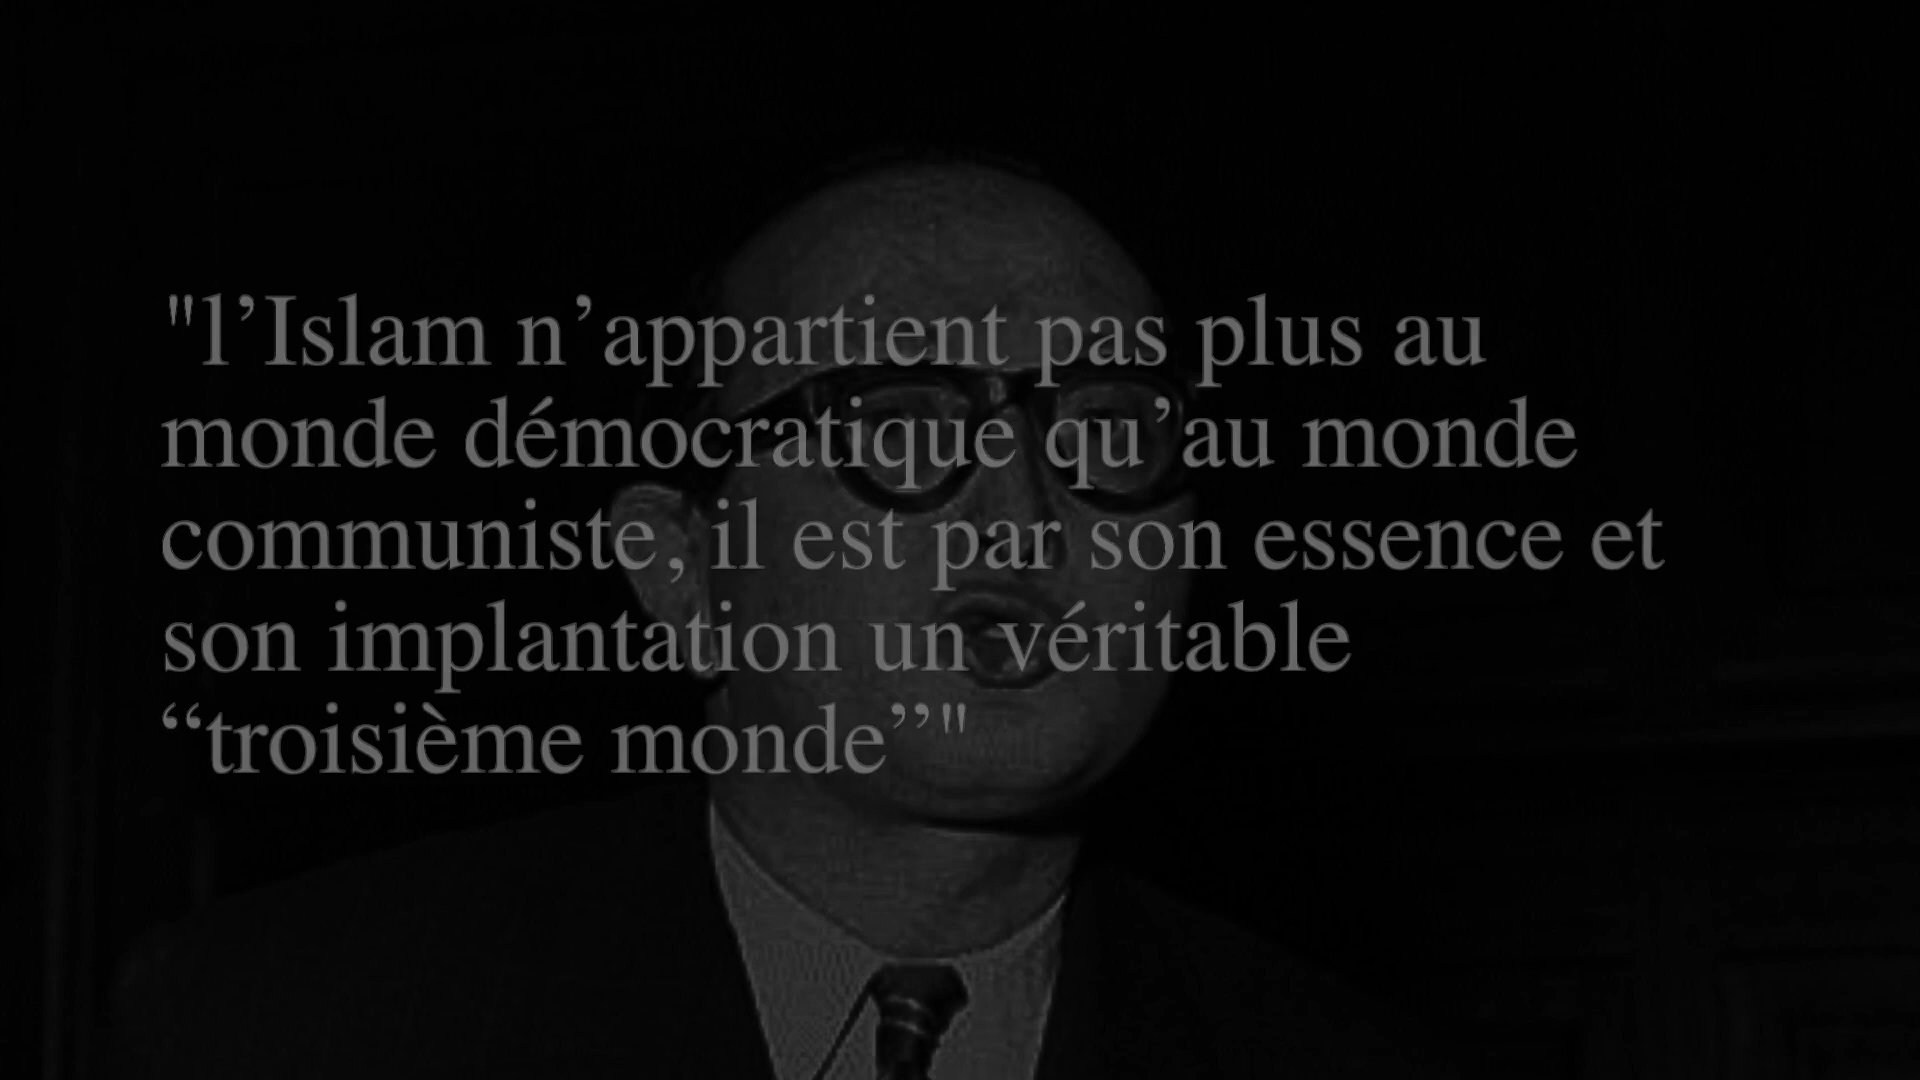 "l’Islam n’appartient pas plus au
monde démocratique qu’au monde
communiste, il est par son essence et
son implantation un véritable
“troisième monde”"